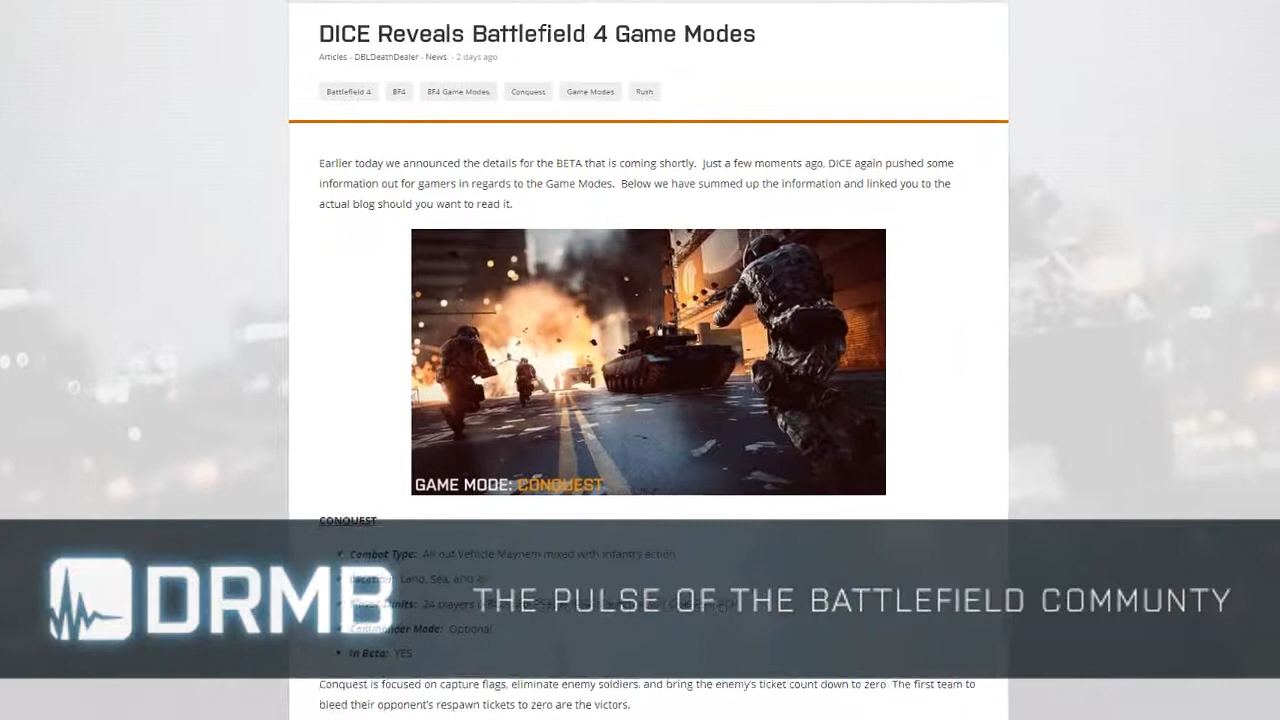 DICE Reveals Battlefield 4 Game Modes
Articles - DBLDeathDealer - News - 2 days ago
Battlefield 4 BF4 BF4 Game Modes Conquest Game Modes Rush
Earlier today we announced the details for the BETA that is coming shortly. Just a few moments ago, DICE again pushed some
information out for gamers in regards to the Game Modes. Below we have summed up the information and linked you to the
actual blog should you want to read it.
GAME MODE: CONQUEST
CONQUEST
Combat Type: All out Vehicle Mayhem mixed with infantry action
Location: Land, Sea, and
24 players
Commander Mode: Optional
In Beta: YES
DRMB THE PULSE OF THE BATTLEFIELD COMMUNTY
Conquest is focused on capture flags, eliminate enemy soldiers, and bring the enemy's ticket count down to zero. The first team to
bleed their opponent's respawn tickets to zero are the victors.